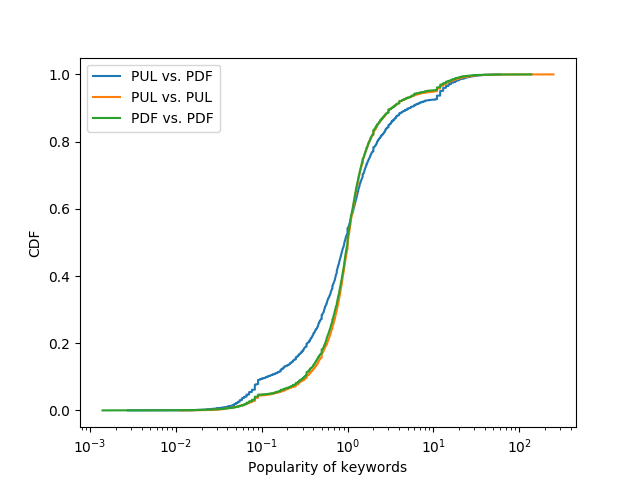 PUL vs. PDF
PUL vs. PUL
PDF vs. PDF
1.0
0.8
0.6
0.4
0.2
0.0
CDF
10⁻³ 10⁻² 10⁻¹ 10⁰ 10¹ 10²
Popularity of keywords